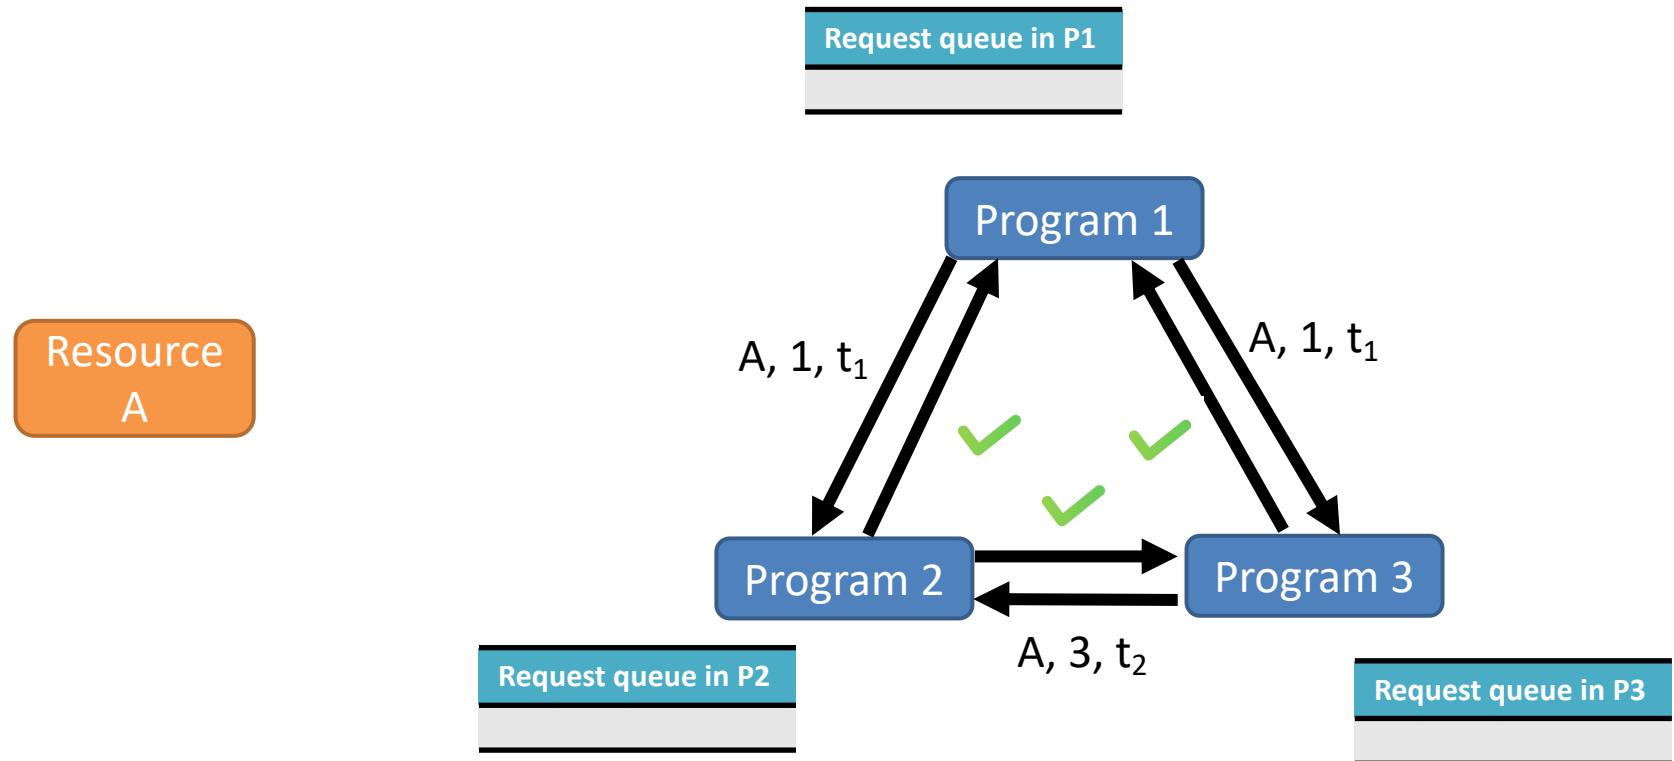 Request queue in P1
Program 1
Resource
A
A, 1, t₁
A, 1, t₁
Program 2
Program 3
A, 3, t₂
Request queue in P2
Request queue in P3